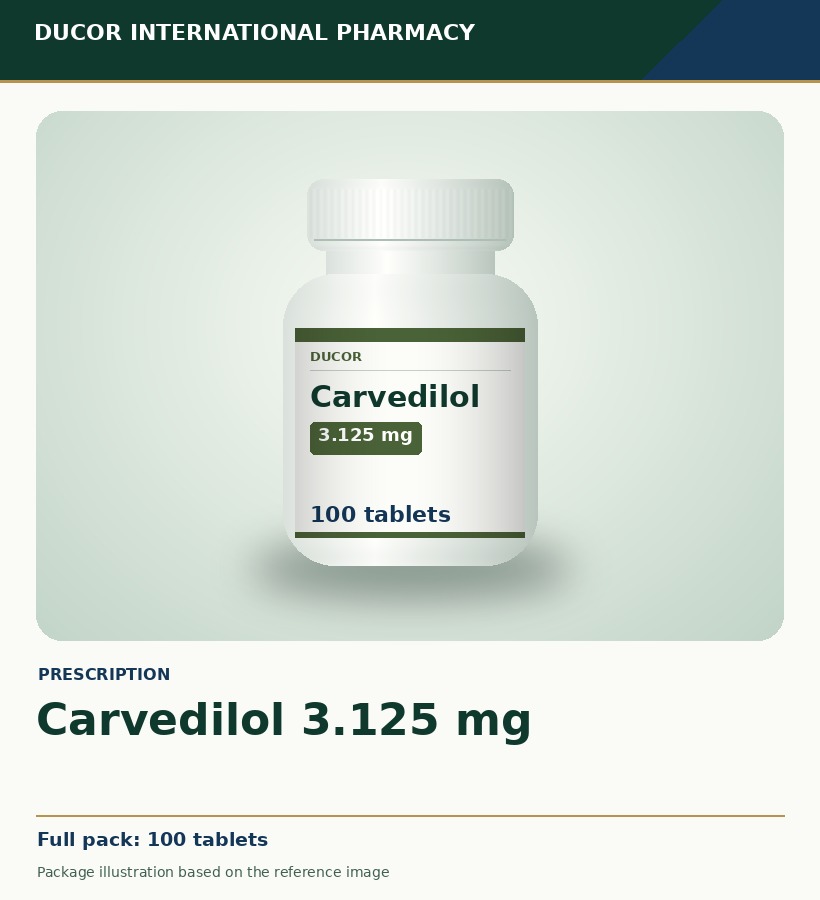 DUCOR INTERNATIONAL PHARMACY
DUCOR
Carvedilol
3.125 mg
100 tablets
PRESCRIPTION
Carvedilol 3.125 mg
Full pack: 100 tablets
Package illustration based on the reference image